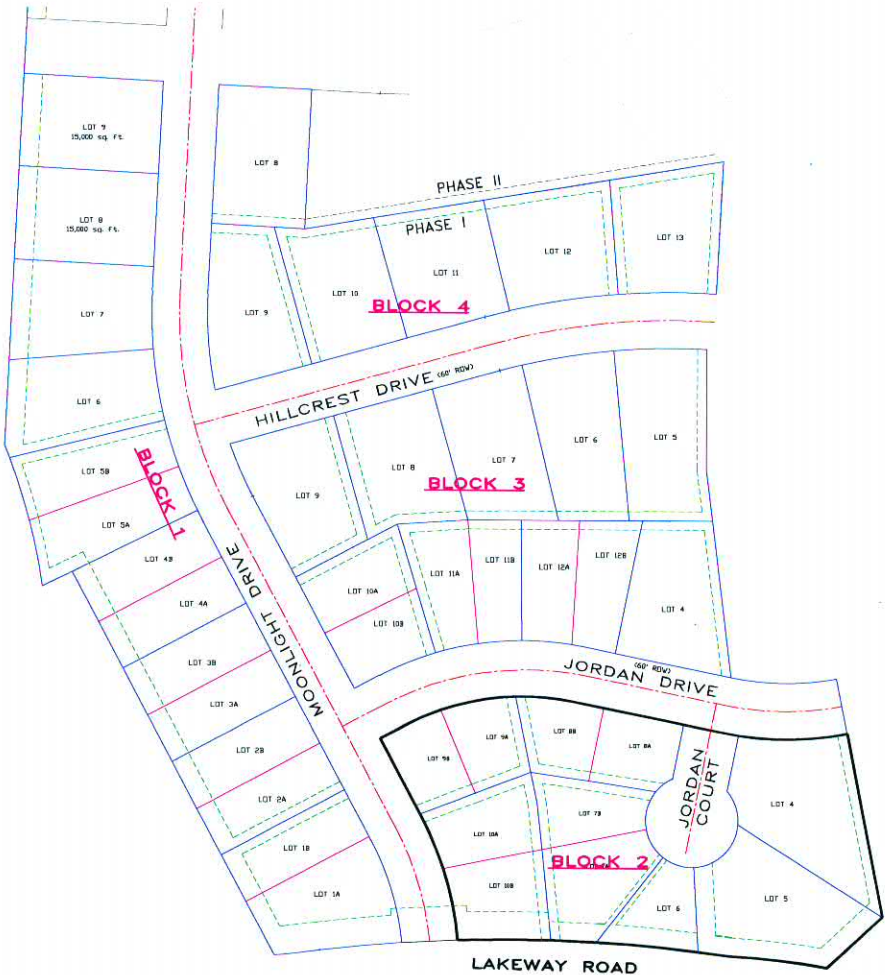 LOT 9
15,000 sq. ft.
LOT 8
LOT 8
15,000 sq. ft.
PHASE II
PHASE I
LOT 13
LOT 12
LOT 11
LOT 10
LOT 9
BLOCK 4
LOT 7
LOT 6
HILLCREST DRIVE (60' ROW)
LOT 5B
LOT 5A
BLOCK 1
LOT 9
LOT 8
LOT 7
LOT 6
LOT 5
BLOCK 3
LOT 4B
LOT 4A
LOT 3B
LOT 3A
LOT 2B
LOT 2A
LOT 1B
LOT 1A
MOONLIGHT DRIVE
LOT 10A
LOT 10B
LOT 11A
LOT 11B
LOT 12A
LOT 12B
LOT 4
(60' ROW)
JORDAN DRIVE
LOT 9B
LOT 9A
LOT 8B
LOT 8A
JORDAN
COURT
LOT 4
LOT 10A
LOT 7B
BLOCK 2
LOT 10B
LOT 6
LOT 5
LAKEWAY ROAD